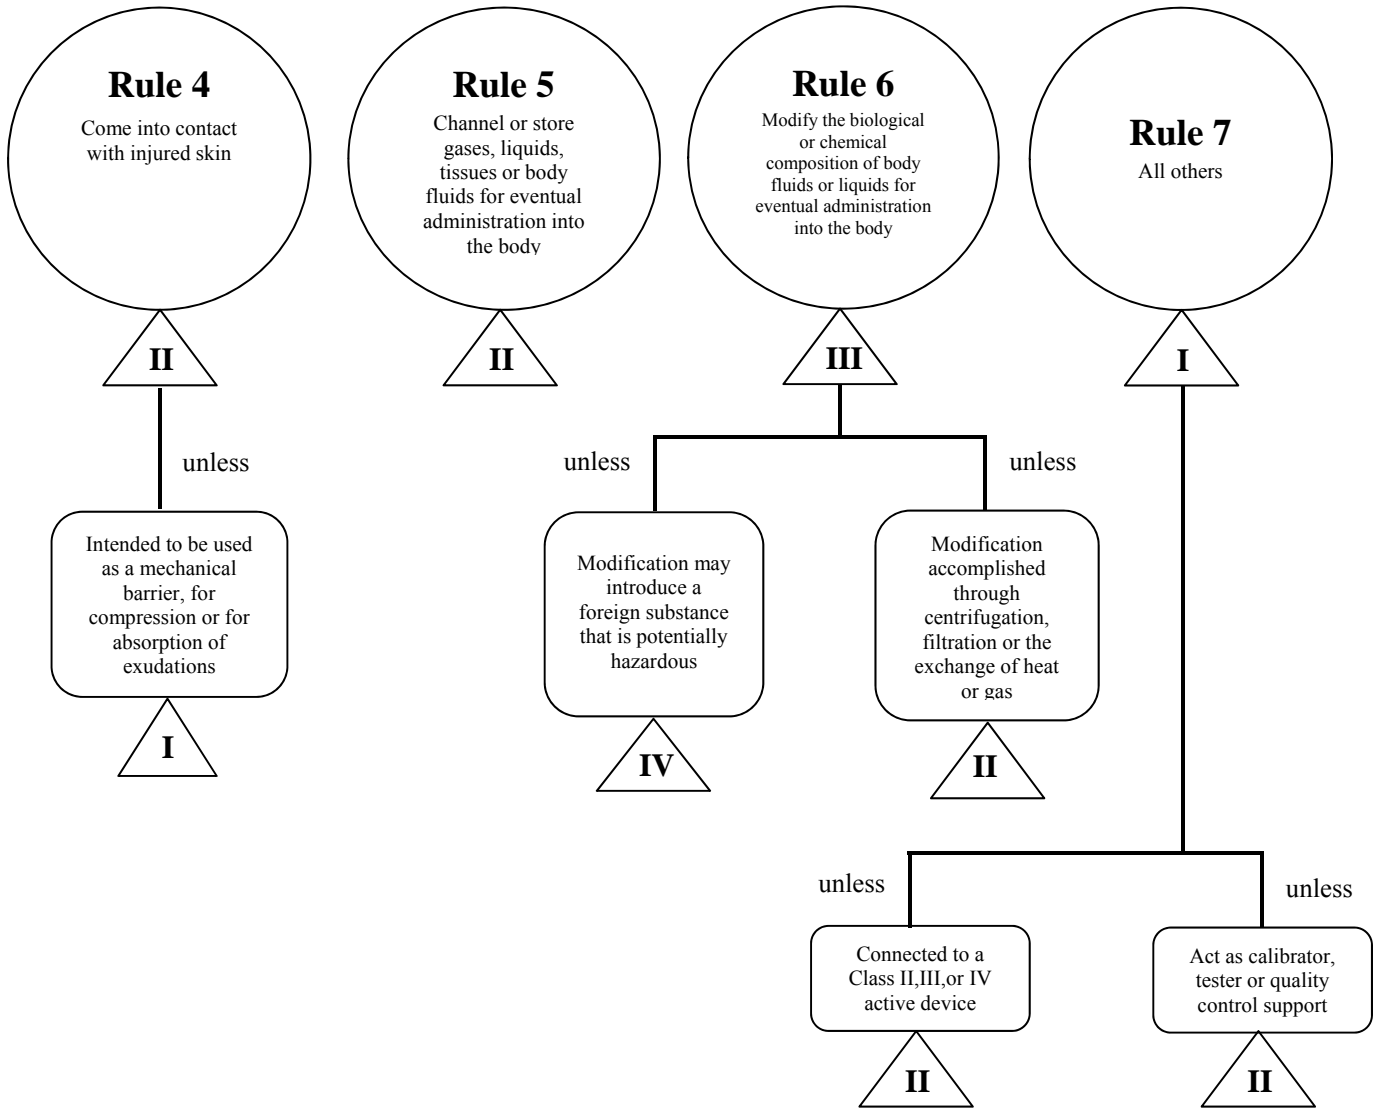 Rule 4
Come into contact
with injured skin
II
unless
Intended to be used
as a mechanical
barrier, for
compression or for
absorption of
exudations
I
Rule 5
Channel or store
gases, liquids,
tissues or body
fluids for eventual
administration into
the body
II
Rule 6
Modify the biological
or chemical
composition of body
fluids or liquids for
eventual administration
into the body
III
unless
Modification may
introduce a
foreign substance
that is potentially
hazardous
IV
unless
Modification
accomplished
through
centrifugation,
filtration or the
exchange of heat
or gas
II
Rule 7
All others
I
unless
Connected to a
Class II,III,or IV
active device
II
unless
Act as calibrator,
tester or quality
control support
II